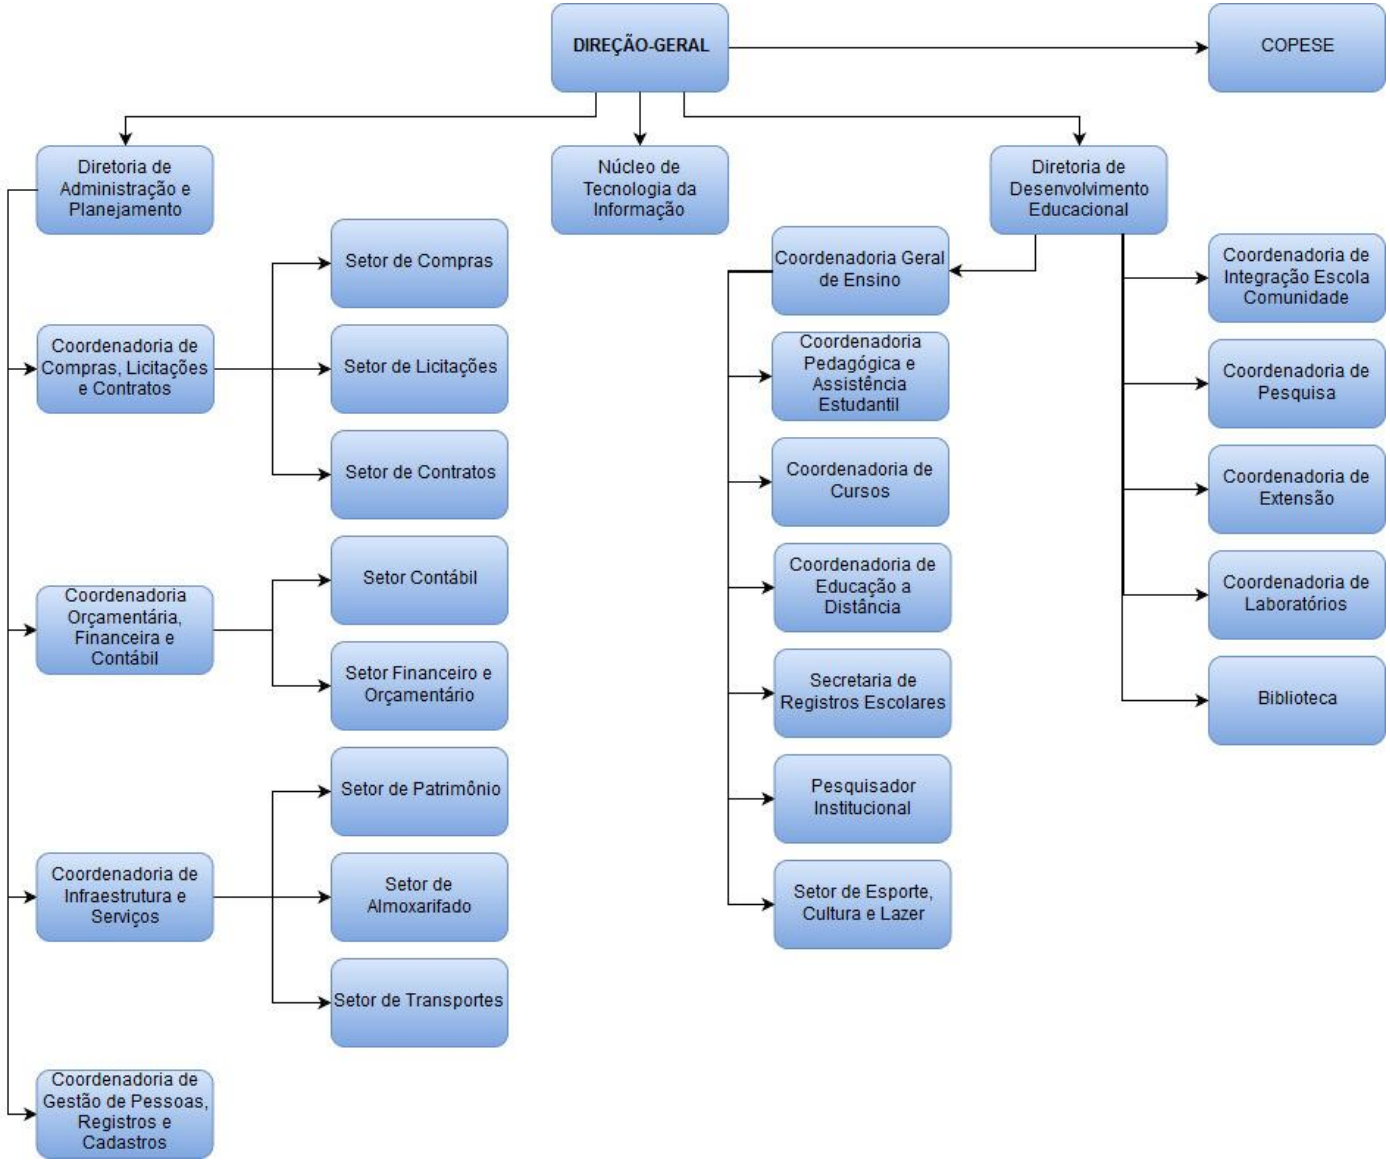 DIREÇÃO-GERAL
COPESE
Diretoria de
Administração e
Planejamento
Núcleo de
Tecnologia da
Informação
Diretoria de
Desenvolvimento
Educacional
Setor de Compras
Coordenadoria de
Compras, Licitações
e Contratos
Setor de Licitações
Setor de Contratos
Coordenadoria
Orçamentária,
Financeira e
Contábil
Setor Contábil
Setor Financeiro e
Orçamentário
Setor de Patrimônio
Coordenadoria de
Infraestrutura e
Serviços
Setor de
Almoxarifado
Setor de Transportes
Coordenadoria de
Gestão de Pessoas,
Registros e
Cadastros
Coordenadoria Geral
de Ensino
Coordenadoria
Pedagógica e
Assistência
Estudantil
Coordenadoria de
Cursos
Coordenadoria de
Educação a
Distância
Secretaria de
Registros Escolares
Pesquisador
Institucional
Setor de Esporte,
Cultura e Lazer
Coordenadoria de
Integração Escola
Comunidade
Coordenadoria de
Pesquisa
Coordenadoria de
Extensão
Coordenadoria de
Laboratórios
Biblioteca